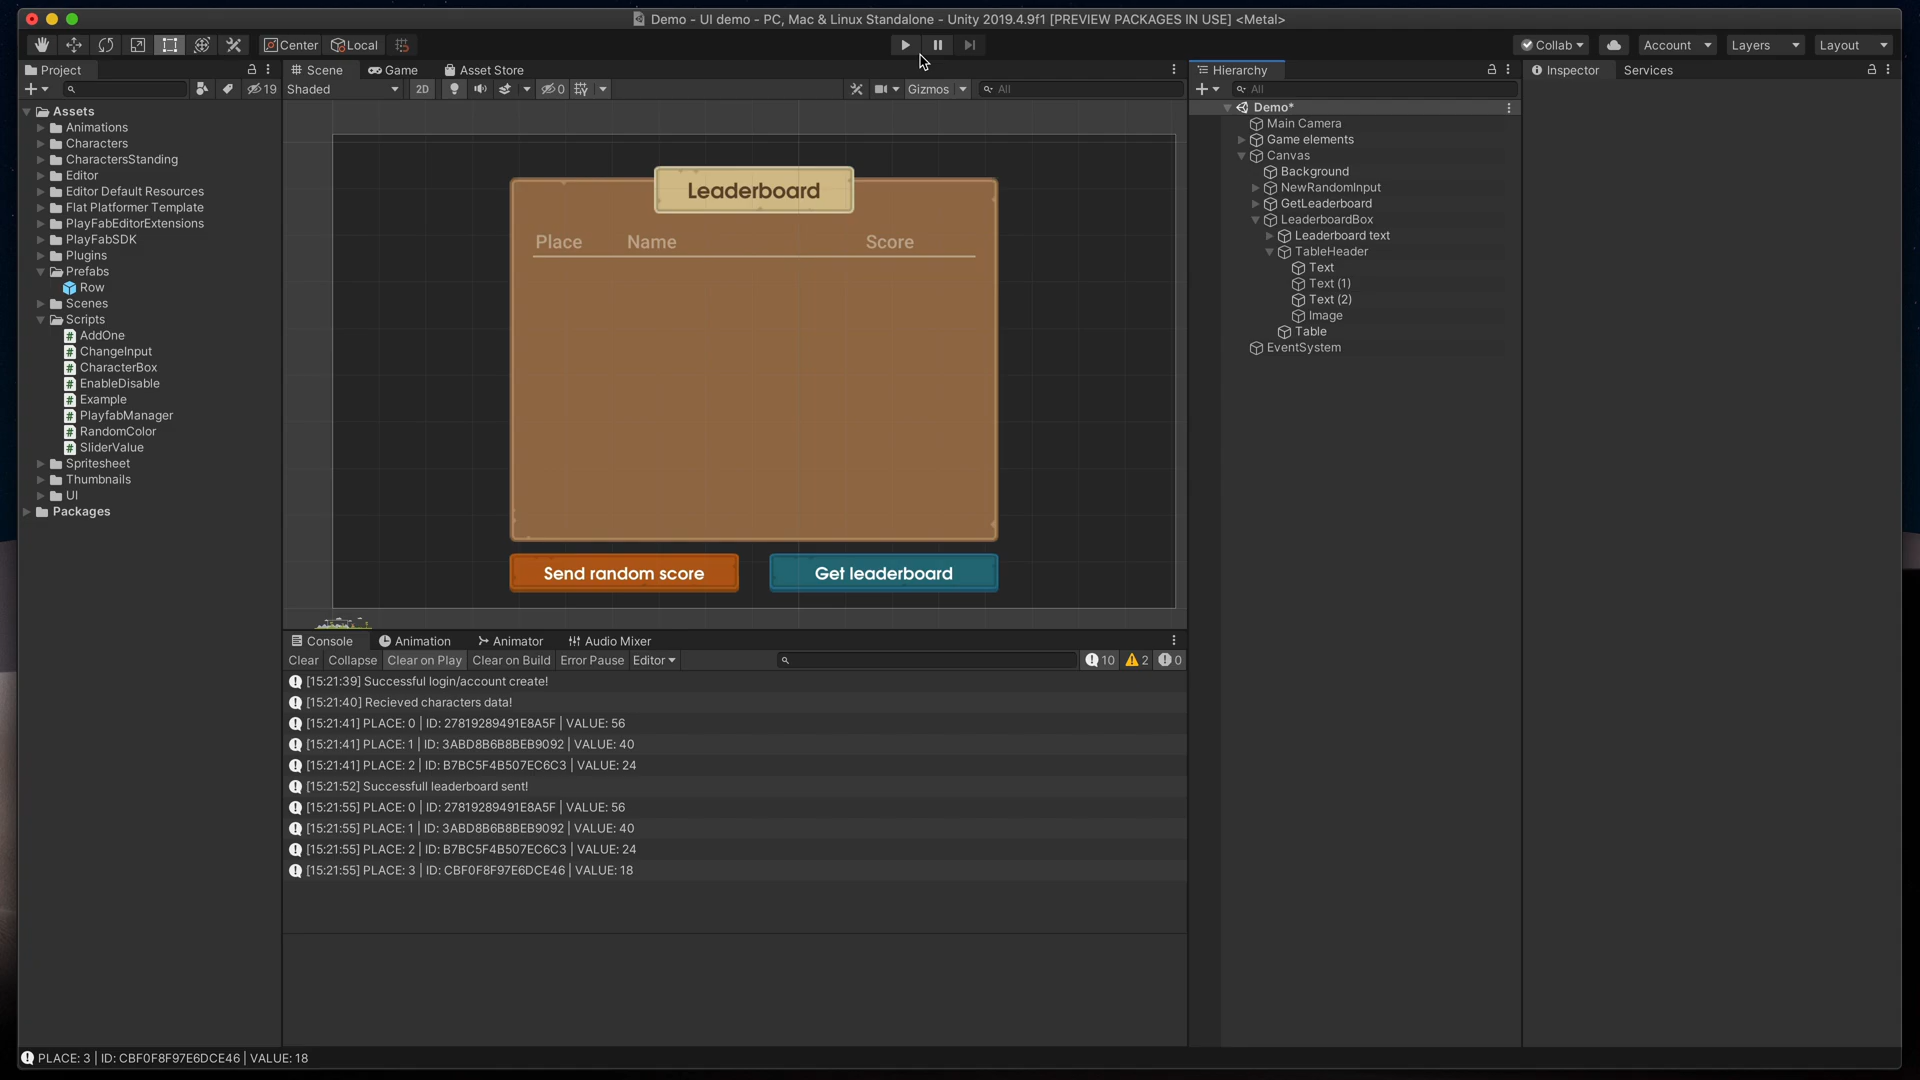 Demo - UI demo - PC, Mac & Linux Standalone - Unity 2019.4.9f1 [PREVIEW PACKAGES IN USE] <Metal>
Center Local
Collab Account Layers Layout
Project
Scene Game Asset Store
Hierarchy
Inspector Services
19
Shaded 2D 0 Gizmos All
All
Assets
Animations
Characters
CharactersStanding
Editor
Editor Default Resources
Flat Platformer Template
PlayFabEditorExtensions
PlayFabSDK
Plugins
Prefabs
Row
Scenes
Scripts
AddOne
ChangeInput
CharacterBox
EnableDisable
Example
PlayfabManager
RandomColor
SliderValue
Spritesheet
Thumbnails
UI
Packages
Leaderboard
Place Name Score
Send random score Get leaderboard
Demo*
Main Camera
Game elements
Canvas
Background
NewRandomInput
GetLeaderboard
LeaderboardBox
Leaderboard text
TableHeader
Text
Text (1)
Text (2)
Image
Table
EventSystem
Console Animation Animator Audio Mixer
Clear Collapse Clear on Play Clear on Build Error Pause Editor 10 2 0
[15:21:39] Successful login/account create!
[15:21:40] Recieved characters data!
[15:21:41] PLACE: 0 | ID: 27819289491E8A5F | VALUE: 56
[15:21:41] PLACE: 1 | ID: 3ABD8B6B8BEB9092 | VALUE: 40
[15:21:41] PLACE: 2 | ID: B7BC5F4B507EC6C3 | VALUE: 24
[15:21:52] Successfull leaderboard sent!
[15:21:55] PLACE: 0 | ID: 27819289491E8A5F | VALUE: 56
[15:21:55] PLACE: 1 | ID: 3ABD8B6B8BEB9092 | VALUE: 40
[15:21:55] PLACE: 2 | ID: B7BC5F4B507EC6C3 | VALUE: 24
[15:21:55] PLACE: 3 | ID: CBF0F8F97E6DCE46 | VALUE: 18
PLACE: 3 | ID: CBF0F8F97E6DCE46 | VALUE: 18